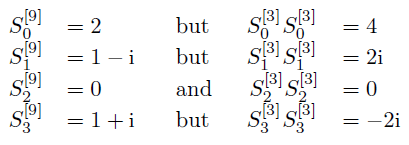 S_0^{[9]} = 2 but S_0^{[3]} S_0^{[3]} = 4
S_1^{[9]} = 1 − i but S_1^{[3]} S_1^{[3]} = 2i
S_2^{[9]} = 0 and S_2^{[3]} S_2^{[3]} = 0
S_3^{[9]} = 1 + i but S_3^{[3]} S_3^{[3]} = −2i